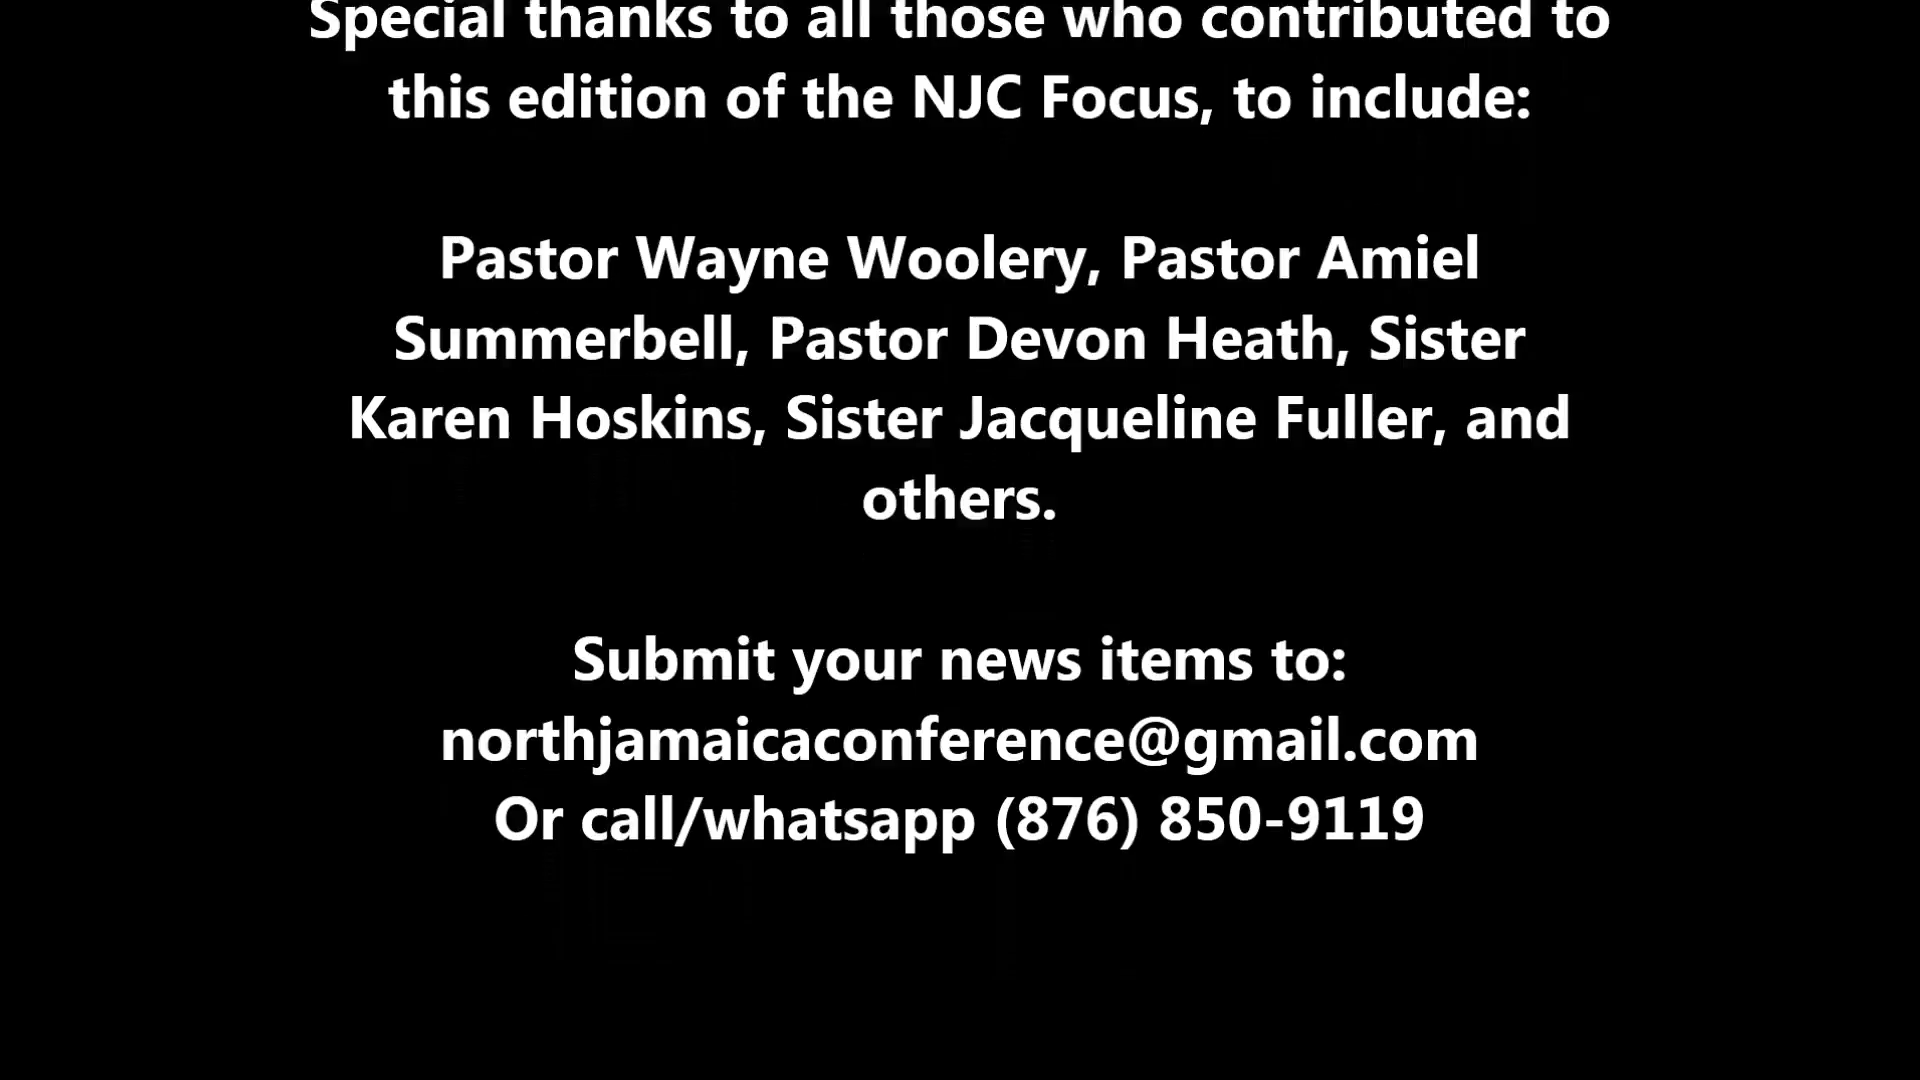 Special thanks to all those who contributed to
this edition of the NJC Focus, to include:
Pastor Wayne Woolery, Pastor Amiel
Summerbell, Pastor Devon Heath, Sister
Karen Hoskins, Sister Jacqueline Fuller, and
others.
Submit your news items to:
northjamaicaconference@gmail.com
Or call/whatsapp (876) 850-9119